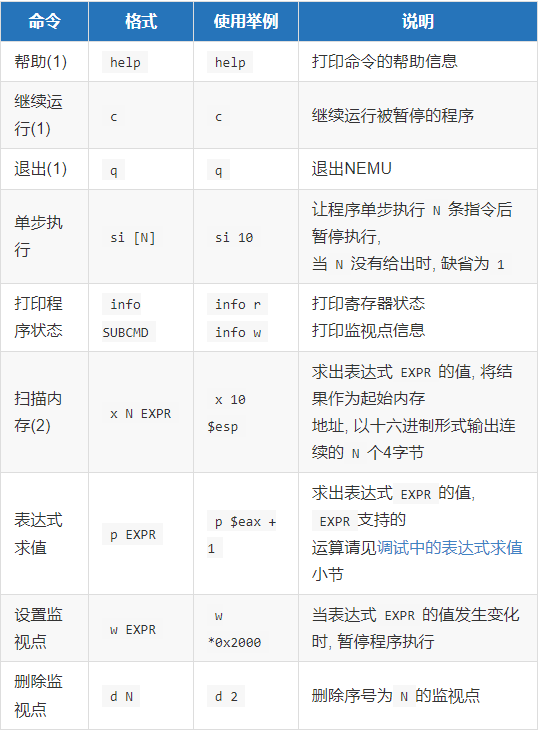 命令 格式 使用举例 说明
帮助(1) help help 打印命令的帮助信息
继续运
行(1)
c
c
继续运行被暂停的程序
退出(1) q q 退出NEMU
单步执
行
si [N]
si 10
让程序单步执行 N 条指令后
暂停执行,
当 N 没有给出时, 缺省为 1
打印程
序状态
info
SUBCMD
info r
info w
打印寄存器状态
打印监视点信息
扫描内
存(2)
x N EXPR
x 10
$esp
求出表达式 EXPR 的值, 将结
果作为起始内存
地址, 以十六进制形式输出连
续的 N 个4字节
表达式
求值
p EXPR
p $eax +
1
求出表达式 EXPR 的值,
EXPR 支持的
运算请见调试中的表达式求值
小节
设置监
视点
w EXPR
w
*0x2000
当表达式 EXPR 的值发生变化
时, 暂停程序执行
删除监
视点
d N
d 2
删除序号为 N 的监视点